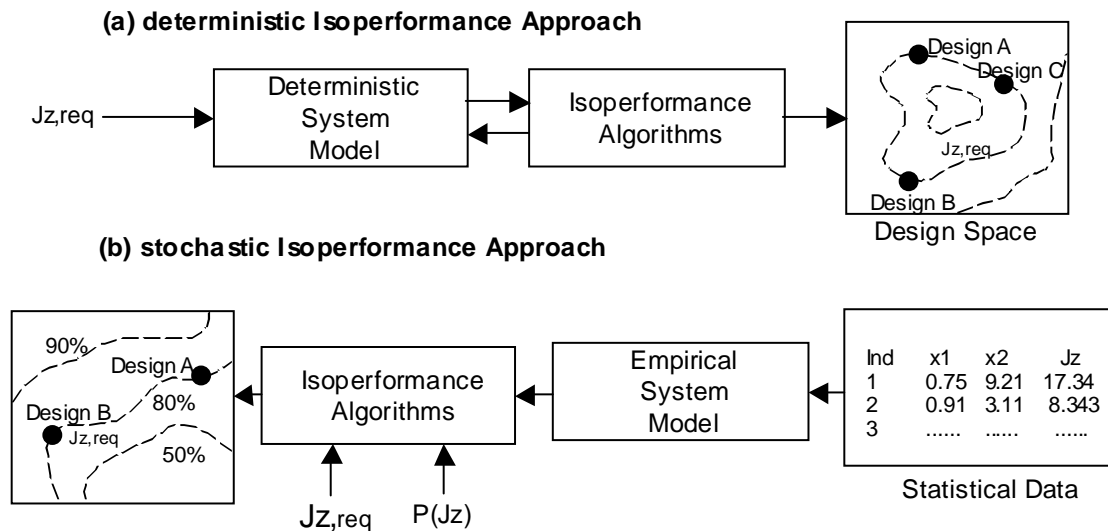 (a) deterministic Isoperformance Approach
Jz,req
Deterministic
System
Model
Isoperformance
Algorithms
Design A
Design C
Jz,req
Design B
Design Space
(b) stochastic Isoperformance Approach
90%
Design A
Design B
80%
Jz,req
50%
Isoperformance
Algorithms
Jz,req
P(Jz)
Empirical
System
Model
Ind x1 x2 Jz
1 0.75 9.21 17.34
2 0.91 3.11 8.343
3 ...... ...... ......
Statistical Data